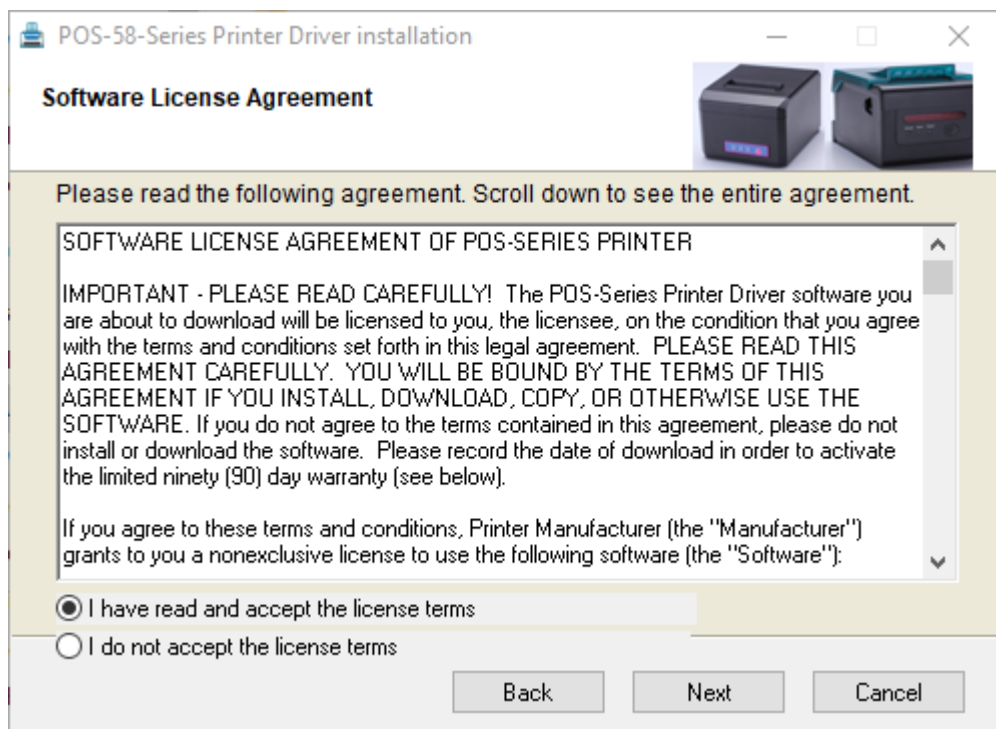 POS-58-Series Printer Driver installation
Software License Agreement
Please read the following agreement. Scroll down to see the entire agreement.
SOFTWARE LICENSE AGREEMENT OF POS-SERIES PRINTER
IMPORTANT - PLEASE READ CAREFULLY!  The POS-Series Printer Driver software you
are about to download will be licensed to you, the licensee, on the condition that you agree
with the terms and conditions set forth in this legal agreement.  PLEASE READ THIS
AGREEMENT CAREFULLY.  YOU WILL BE BOUND BY THE TERMS OF THIS
AGREEMENT IF YOU INSTALL, DOWNLOAD, COPY, OR OTHERWISE USE THE
SOFTWARE. If you do not agree to the terms contained in this agreement, please do not
install or download the software.  Please record the date of download in order to activate
the limited ninety (90) day warranty (see below).
If you agree to these terms and conditions, Printer Manufacturer (the "Manufacturer")
grants to you a nonexclusive license to use the following software (the "Software"):
I have read and accept the license terms
I do not accept the license terms
Back
Next
Cancel